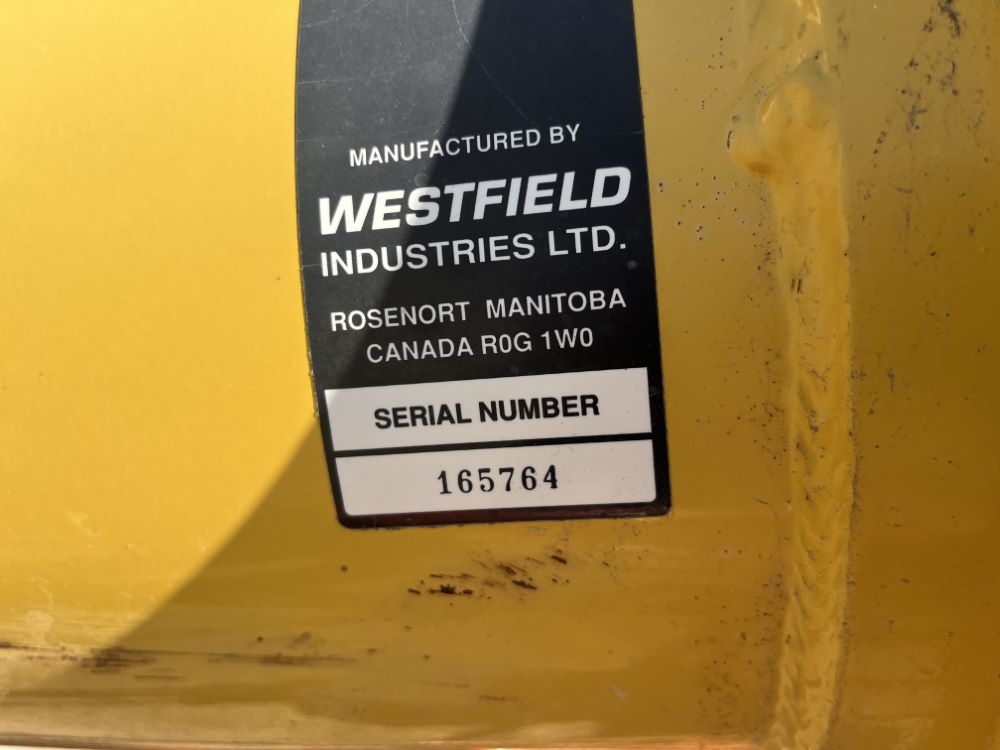 MANUFACTURED BY
WESTFIELD
INDUSTRIES LTD.
ROSENORT MANITOBA
CANADA R0G 1W0
SERIAL NUMBER
165764